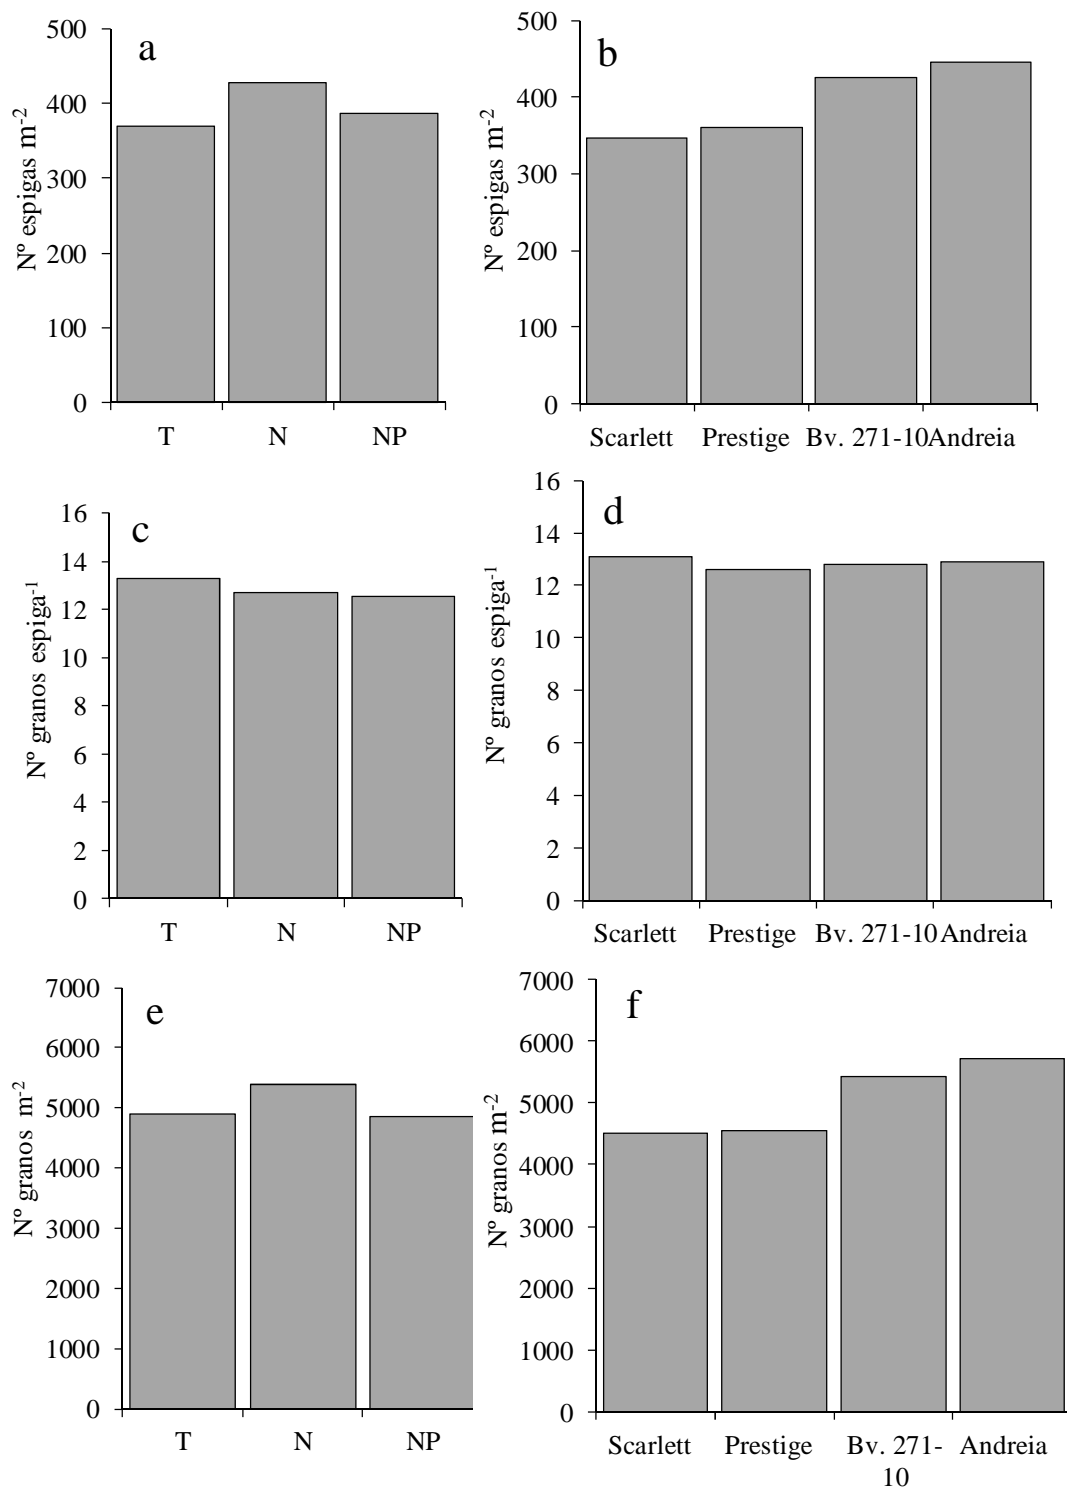 a
Nº espigas m-2
500
400
300
200
100
0
T N NP
b
Nº espigas m-2
500
400
300
200
100
0
Scarlett Prestige Bv. 271-10 Andreia
c
Nº granos espiga-1
16
14
12
10
8
6
4
2
0
T N NP
d
Nº granos espiga-1
16
14
12
10
8
6
4
2
0
Scarlett Prestige Bv. 271-10 Andreia
e
Nº granos m-2
7000
6000
5000
4000
3000
2000
1000
0
T N NP
f
Nº granos m-2
7000
6000
5000
4000
3000
2000
1000
0
Scarlett Prestige Bv. 271- Andreia
10